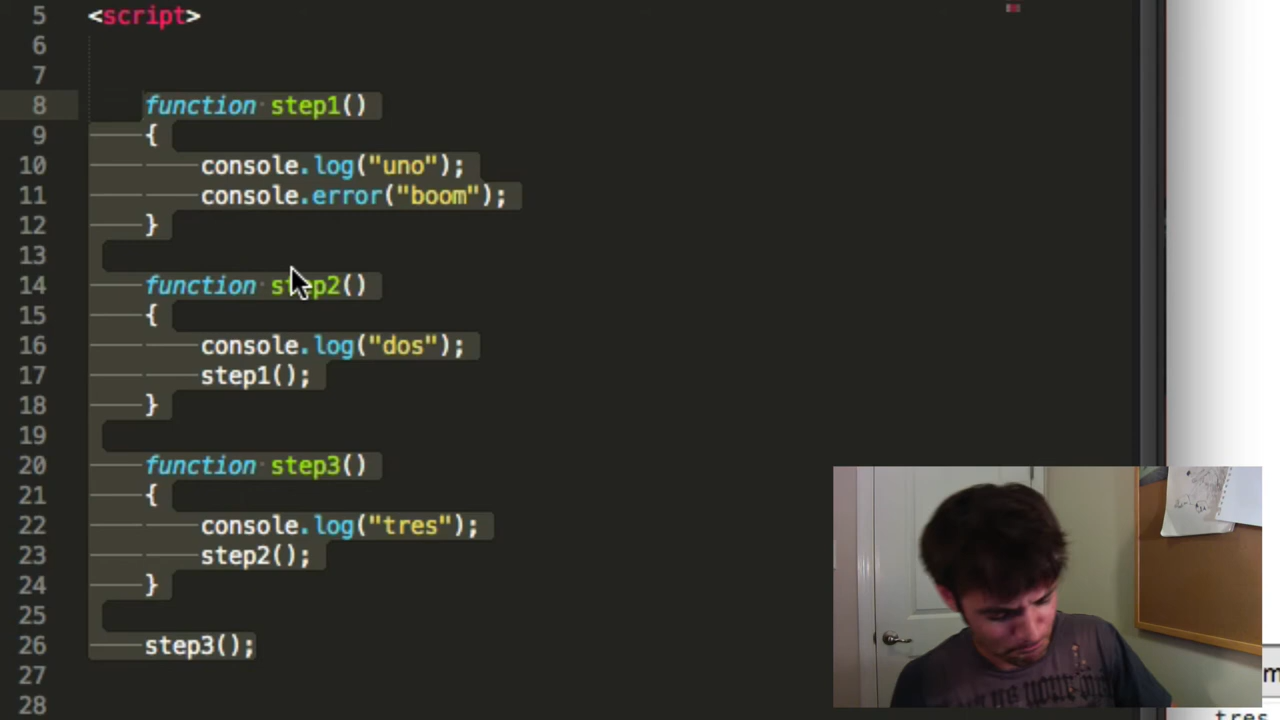 5 <script>
6
7
8 function step1()
9 {
10 console.log("uno");
11 console.error("boom");
12 }
13
14 function step2()
15 {
16 console.log("dos");
17 step1();
18 }
19
20 function step3()
21 {
22 console.log("tres");
23 step2();
24 }
25
26 step3();
27
28
tres